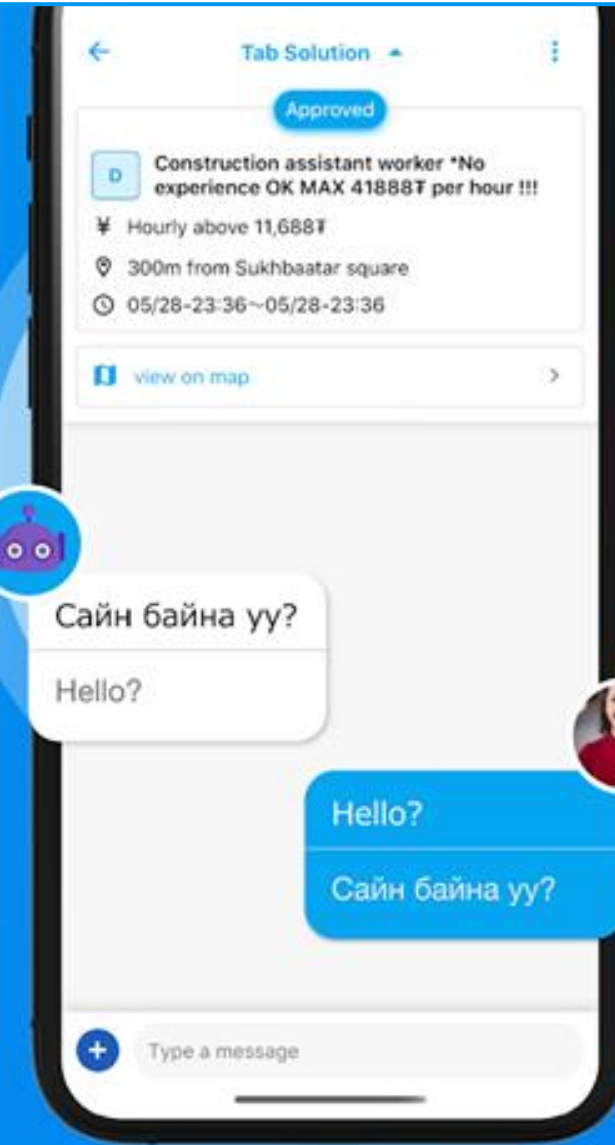 Tab Solution
Approved
D
Construction assistant worker *No
experience OK MAX 41888₮ per hour !!!
¥ Hourly above 11,688₮
300m from Sukhbaatar square
05/28-23:36~05/28-23:36
view on map
Сайн байна уу?
Hello?
Hello?
Сайн байна уу?
Type a message